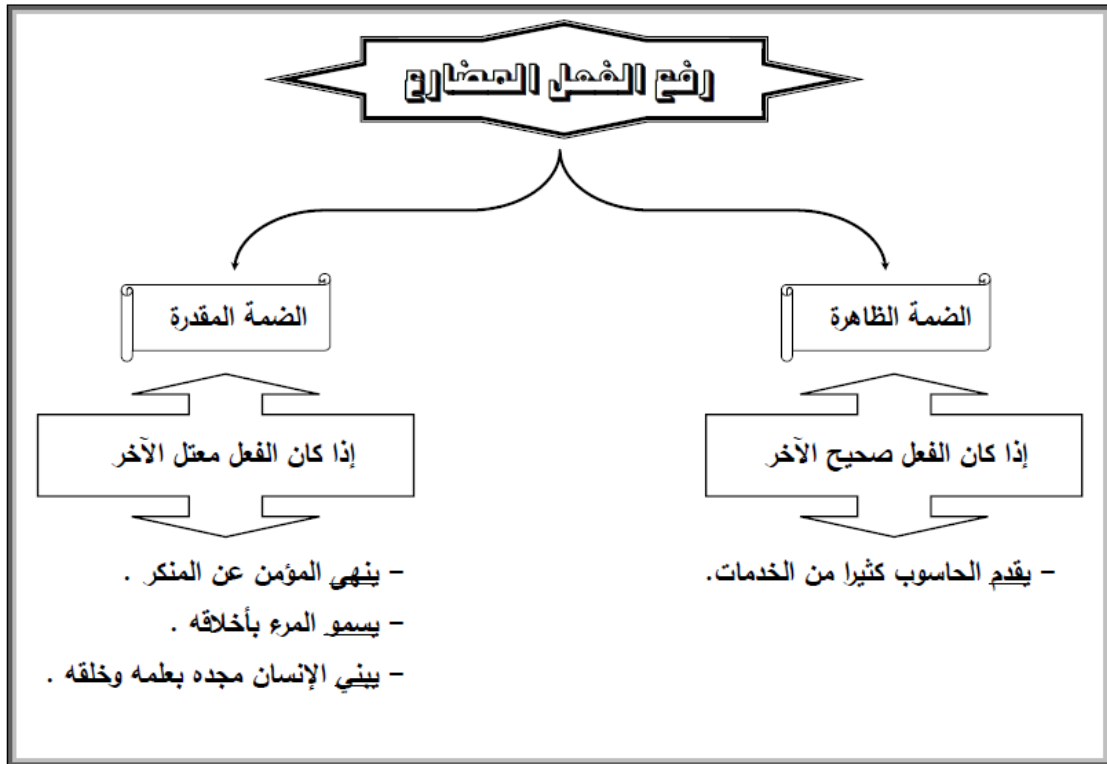 رفع الفعل المضارع
الضمة الظاهرة
إذا كان الفعل صحيح الآخر
– يقدم الحاسوب كثيرا من الخدمات.
الضمة المقدرة
إذا كان الفعل معتل الآخر
– ينهي المؤمن عن المنكر .
– يسمو المرء بأخلاقه .
– يبني الإنسان مجده بعلمه وخلقه .